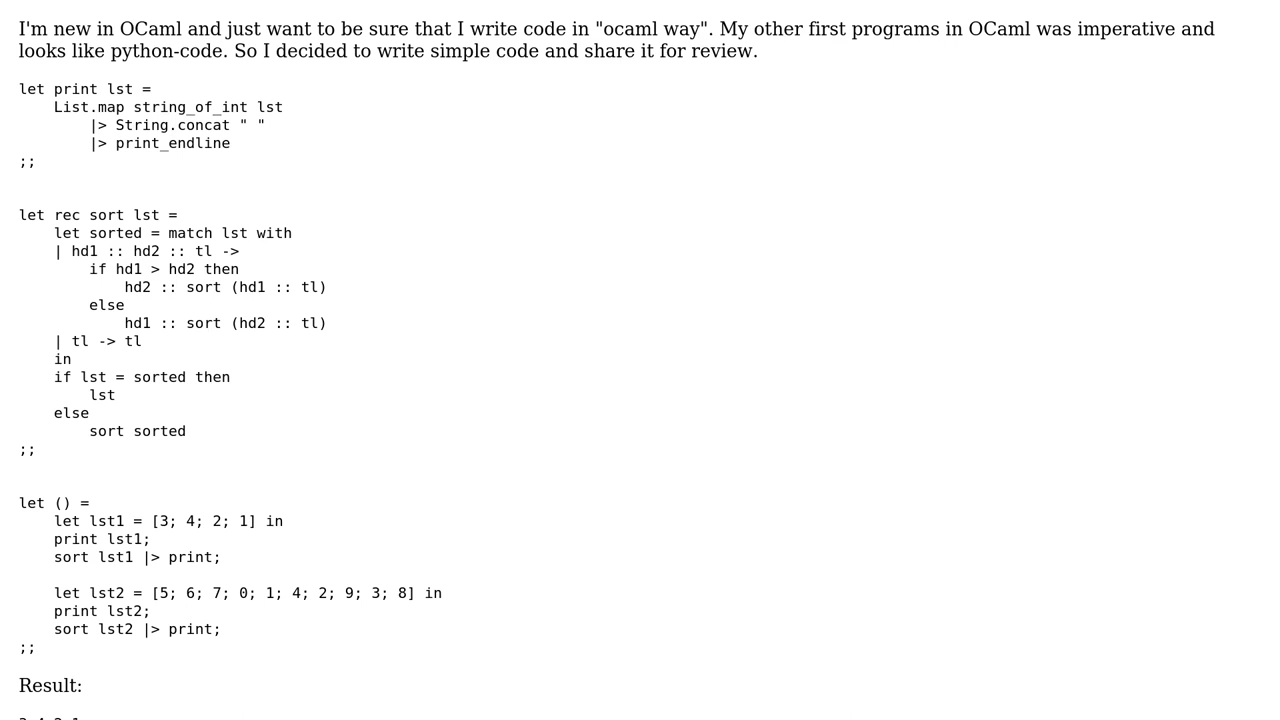 I'm new in OCaml and just want to be sure that I write code in "ocaml way". My other first programs in OCaml was imperative and
looks like python-code. So I decided to write simple code and share it for review.
let print lst =
    List.map string_of_int lst
        |> String.concat " "
        |> print_endline
;;
let rec sort lst =
    let sorted = match lst with
    | hd1 :: hd2 :: tl ->
        if hd1 > hd2 then
            hd2 :: sort (hd1 :: tl)
        else
            hd1 :: sort (hd2 :: tl)
    | tl -> tl
    in
    if lst = sorted then
        lst
    else
        sort sorted
;;
let () =
    let lst1 = [3; 4; 2; 1] in
    print lst1;
    sort lst1 |> print;
    let lst2 = [5; 6; 7; 0; 1; 4; 2; 9; 3; 8] in
    print lst2;
    sort lst2 |> print;
;;
Result:
3 4 2 1